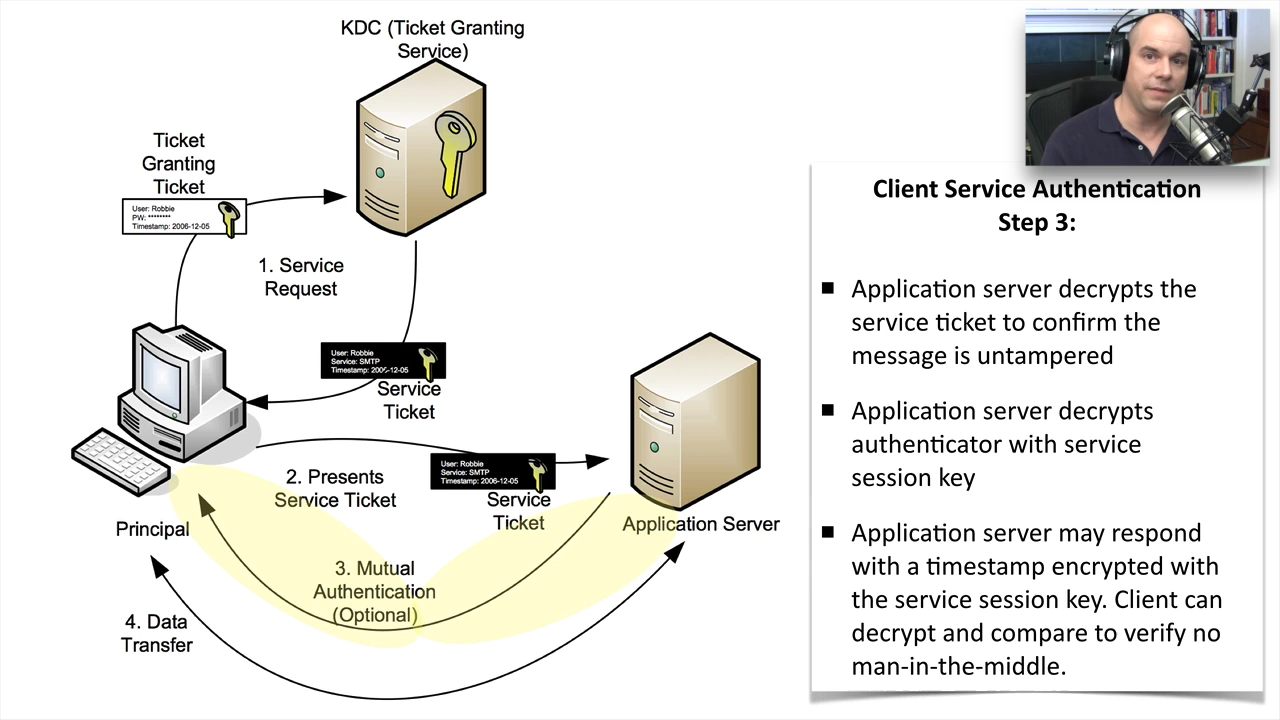 KDC (Ticket Granting
Service)
Ticket
Granting
Ticket
User: Robbie
PW: ********
Timestamp: 2006-12-05
1. Service
Request
User: Robbie
Service: SMTP
Timestamp: 2006-12-05
Service
Ticket
2. Presents
Service Ticket
User: Robbie
Service: SMTP
Timestamp: 2006-12-05
Service
Ticket
Principal
Application Server
3. Mutual
Authentication
(Optional)
4. Data
Transfer
Client Service Authentication
Step 3:
Application server decrypts the
service ticket to confirm the
message is untampered
Application server decrypts
authenticator with service
session key
Application server may respond
with a timestamp encrypted with
the service session key. Client can
decrypt and compare to verify no
man-in-the-middle.